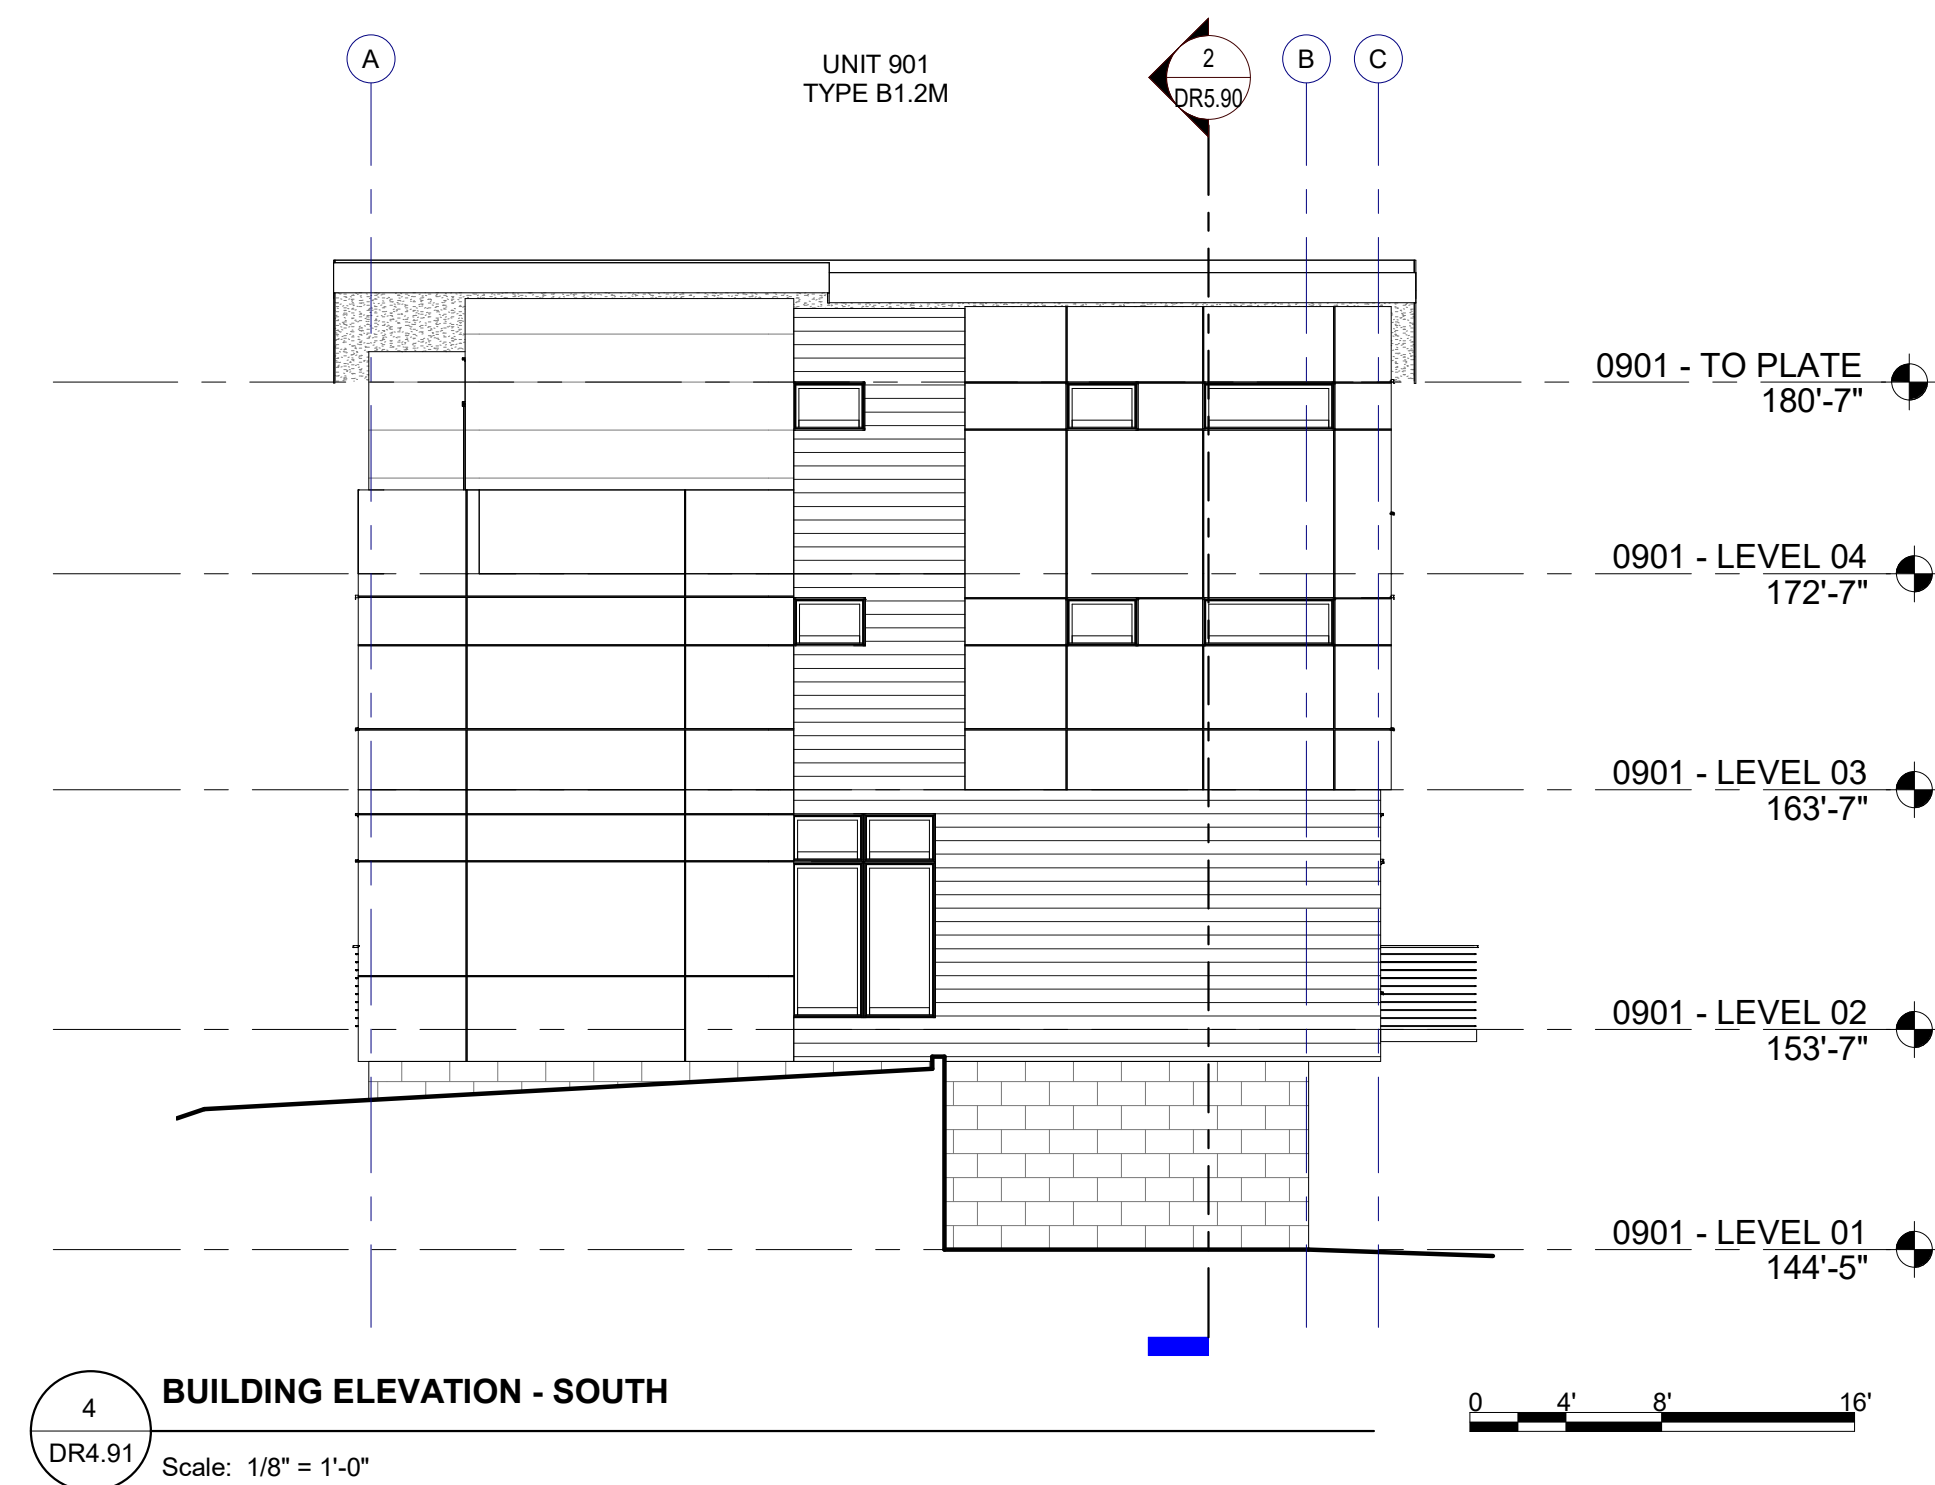 A
UNIT 901
TYPE B1.2M
2
DR5.90
B
C
0901 - TO PLATE
180'-7"
0901 - LEVEL 04
172'-7"
0901 - LEVEL 03
163'-7"
0901 - LEVEL 02
153'-7"
0901 - LEVEL 01
144'-5"
4
DR4.91
BUILDING ELEVATION - SOUTH
Scale: 1/8" = 1'-0"
0 4' 8' 16'